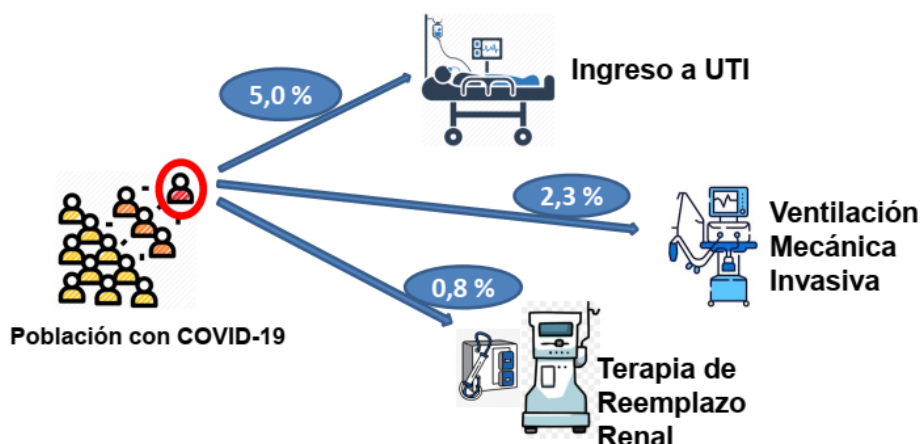 5,0 %
Ingreso a UTI
2,3 %
Ventilación
Mecánica
Invasiva
0,8 %
Población con COVID-19
Terapia de
Reemplazo
Renal